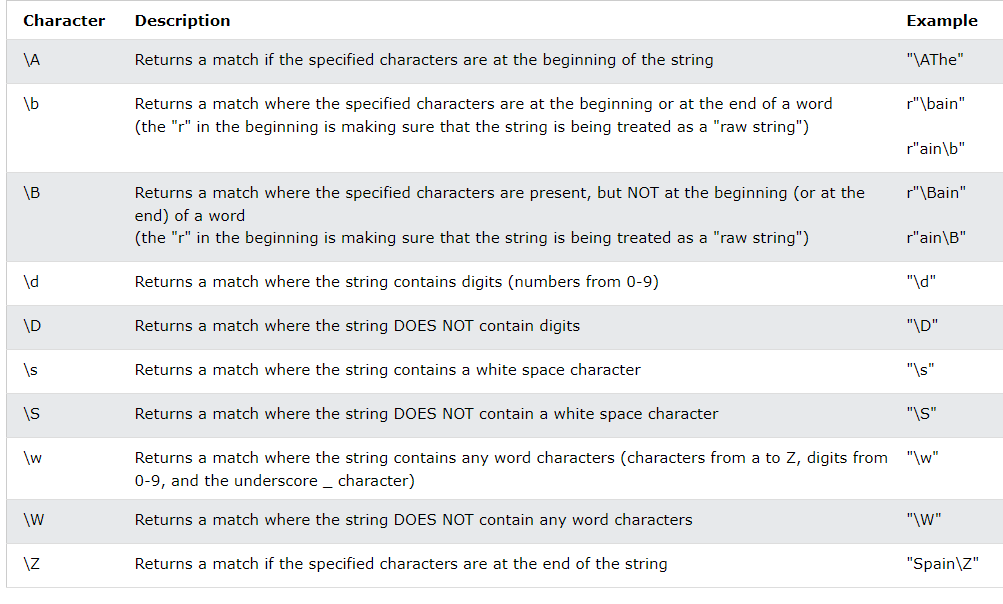 Character Description Example
\A Returns a match if the specified characters are at the beginning of the string "\AThe"
\b Returns a match where the specified characters are at the beginning or at the end of a word r"\bain"
(the "r" in the beginning is making sure that the string is being treated as a "raw string")
r"ain\b"
\B Returns a match where the specified characters are present, but NOT at the beginning (or at the r"\Bain"
end) of a word
(the "r" in the beginning is making sure that the string is being treated as a "raw string") r"ain\B"
\d Returns a match where the string contains digits (numbers from 0-9) "\d"
\D Returns a match where the string DOES NOT contain digits "\D"
\s Returns a match where the string contains a white space character "\s"
\S Returns a match where the string DOES NOT contain a white space character "\S"
\w Returns a match where the string contains any word characters (characters from a to Z, digits from "\w"
0-9, and the underscore _ character)
\W Returns a match where the string DOES NOT contain any word characters "\W"
\Z Returns a match if the specified characters are at the end of the string "Spain\Z"